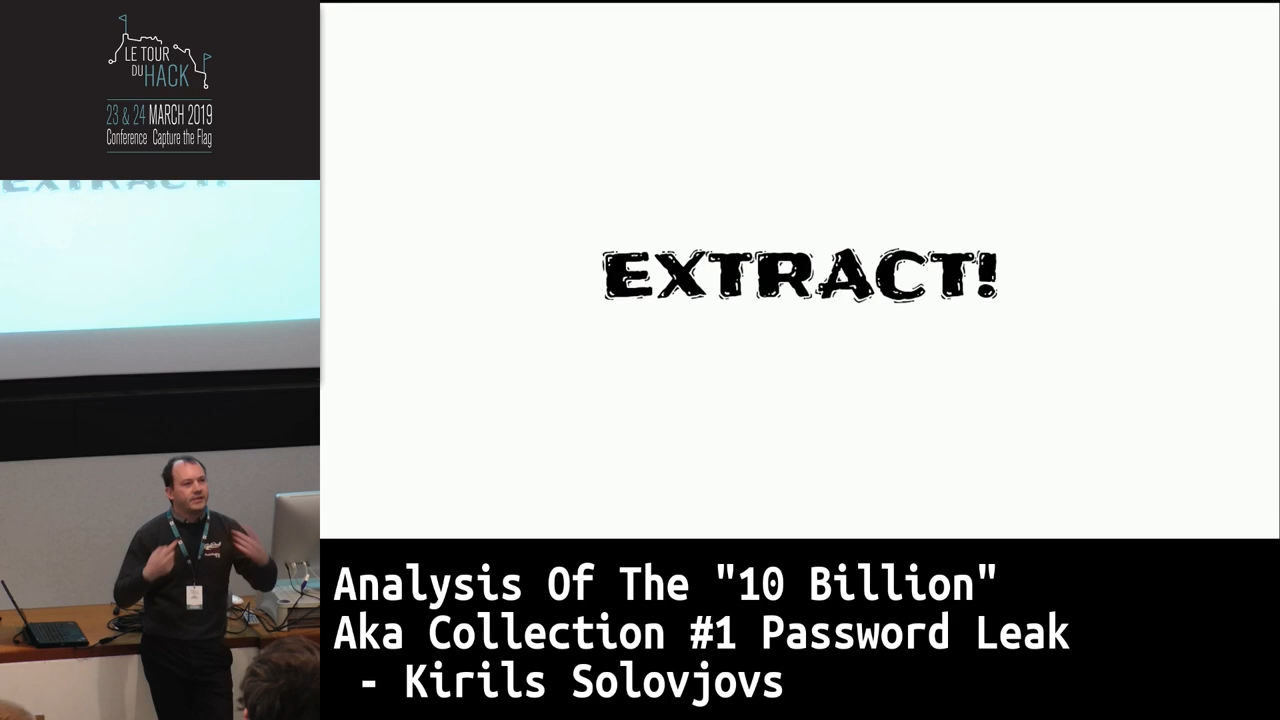 LE TOUR
DU HACK
23 & 24 MARCH 2019
Conference Capture the Flag
EXTRACT!
EXTRACT!
Analysis Of The "10 Billion"
Aka Collection #1 Password Leak
- Kirils Solovjovs